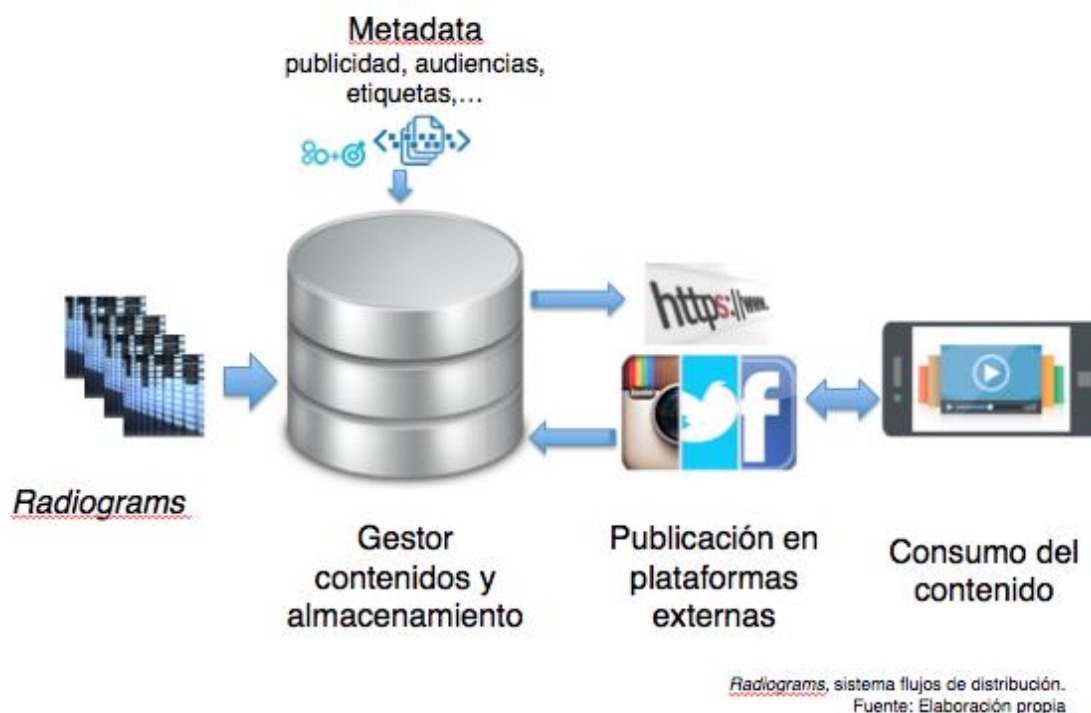 Metadata
publicidad, audiencias,
etiquetas,...
https://www.
Radiograms
Gestor
contenidos y
almacenamiento
Publicación en
plataformas
externas
Consumo del
contenido
Radiograms, sistema flujos de distribución.
Fuente: Elaboración propia